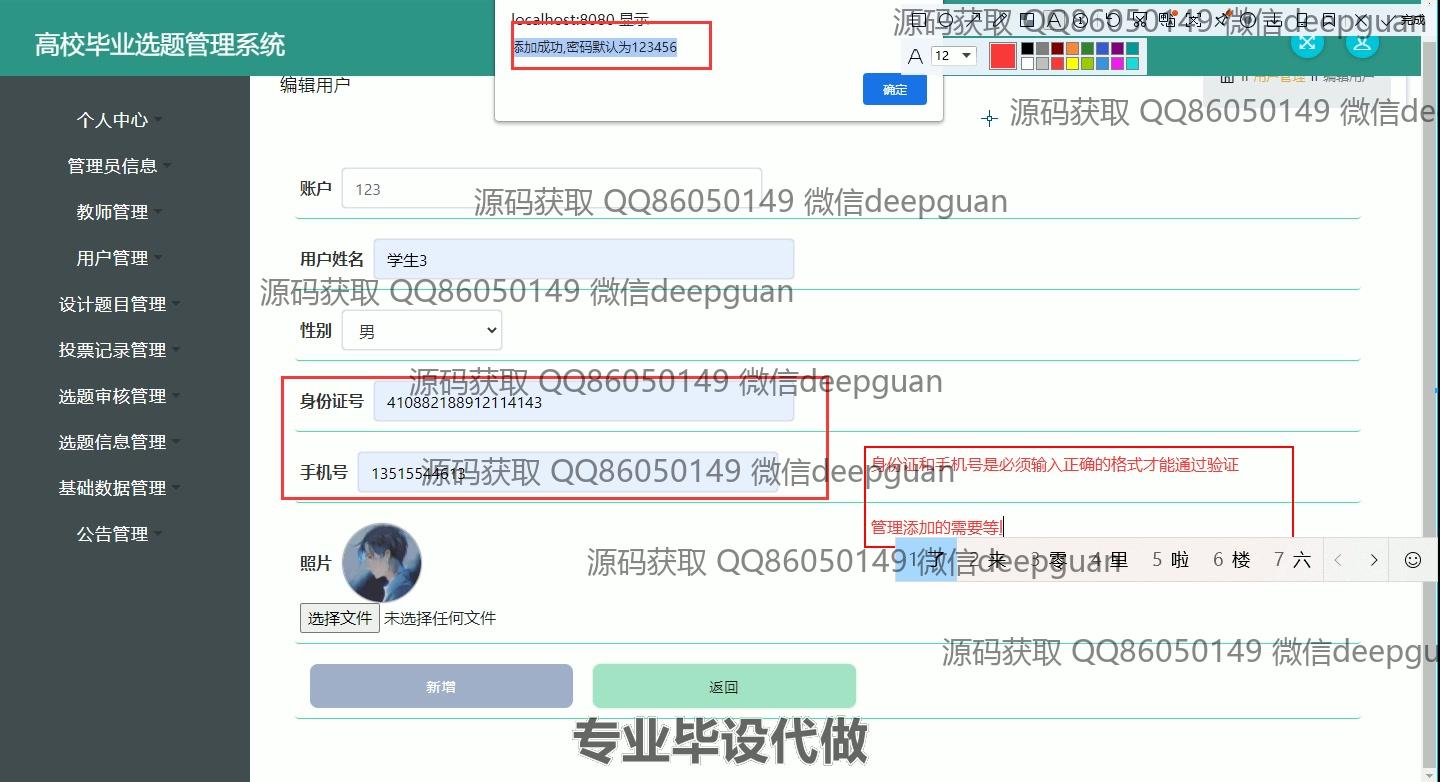 localhost:8080 显示
添加成功,密码默认为123456
确定
完成
A
12
高校毕业选题管理系统
源码获取 QQ86050149 微信deepguan
编辑用户
用户管理 // 编辑用户
源码获取 QQ86050149 微信de
个人中心
管理员信息
教师管理
用户管理
设计题目管理
投票记录管理
选题审核管理
选题信息管理
基础数据管理
公告管理
账户 123
源码获取 QQ86050149 微信deepguan
用户姓名 学生3
源码获取 QQ86050149 微信deepguan
性别 男
源码获取 QQ86050149 微信deepguan
身份证号 410882188912114143
手机号 13515544613
源码获取 QQ86050149 微信deepguan
身份证和手机号是必须输入正确的格式才能通过验证
管理添加的需要等l
1 了 2 来 3 零 4 里 5 啦 6 楼 7 六
源码获取 QQ86050149 微信deepguan
照片
选择文件 未选择任何文件
源码获取 QQ86050149 微信deepgu
新增
返回
专业毕设代做